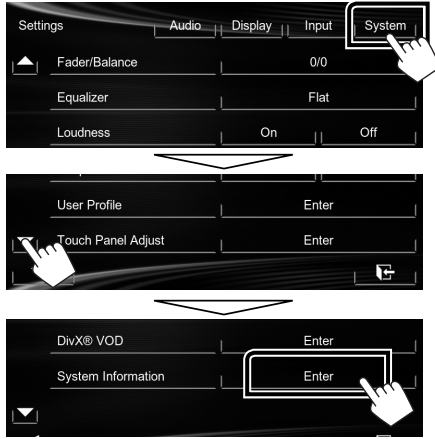 Settings Audio Display Input System
Fader/Balance 0/0
Equalizer Flat
Loudness On Off
User Profile Enter
Touch Panel Adjust Enter
DivX® VOD Enter
System Information Enter